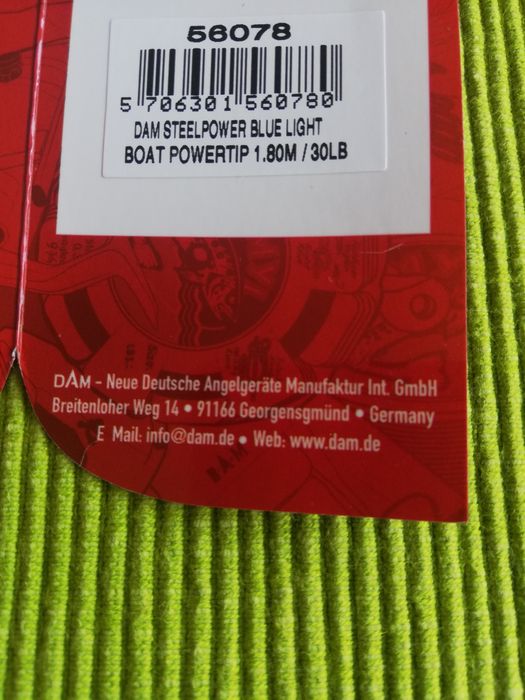 56078
5 706301 560780
DAM STEELPOWER BLUE LIGHT
BOAT POWERTIP 1.80M / 30LB
DAM – Neue Deutsche Angelgeräte Manufaktur Int. GmbH
Breitenloher Weg 14 • 91166 Georgensgmünd • Germany
E Mail: info@dam.de • Web: www.dam.de
D.A.M